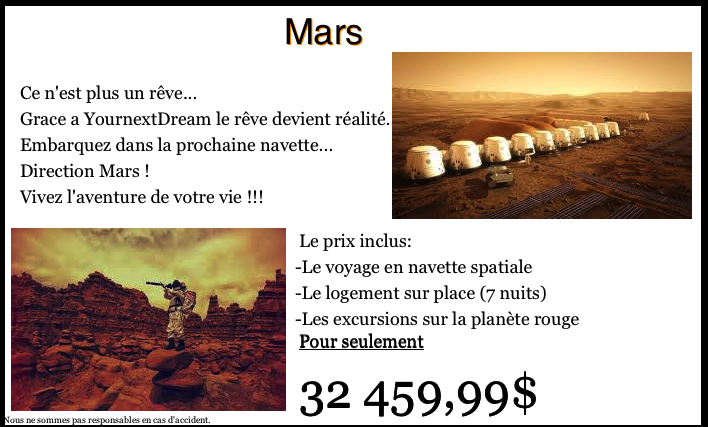 Mars
Ce n'est plus un rêve...
Grace a YournextDream le rêve devient réalité.
Embarquez dans la prochaine navette...
Direction Mars !
Vivez l'aventure de votre vie !!!
Le prix inclus:
-Le voyage en navette spatiale
-Le logement sur place (7 nuits)
-Les excursions sur la planète rouge
Pour seulement
32 459,99$
Nous ne sommes pas responsables en cas d'accident.